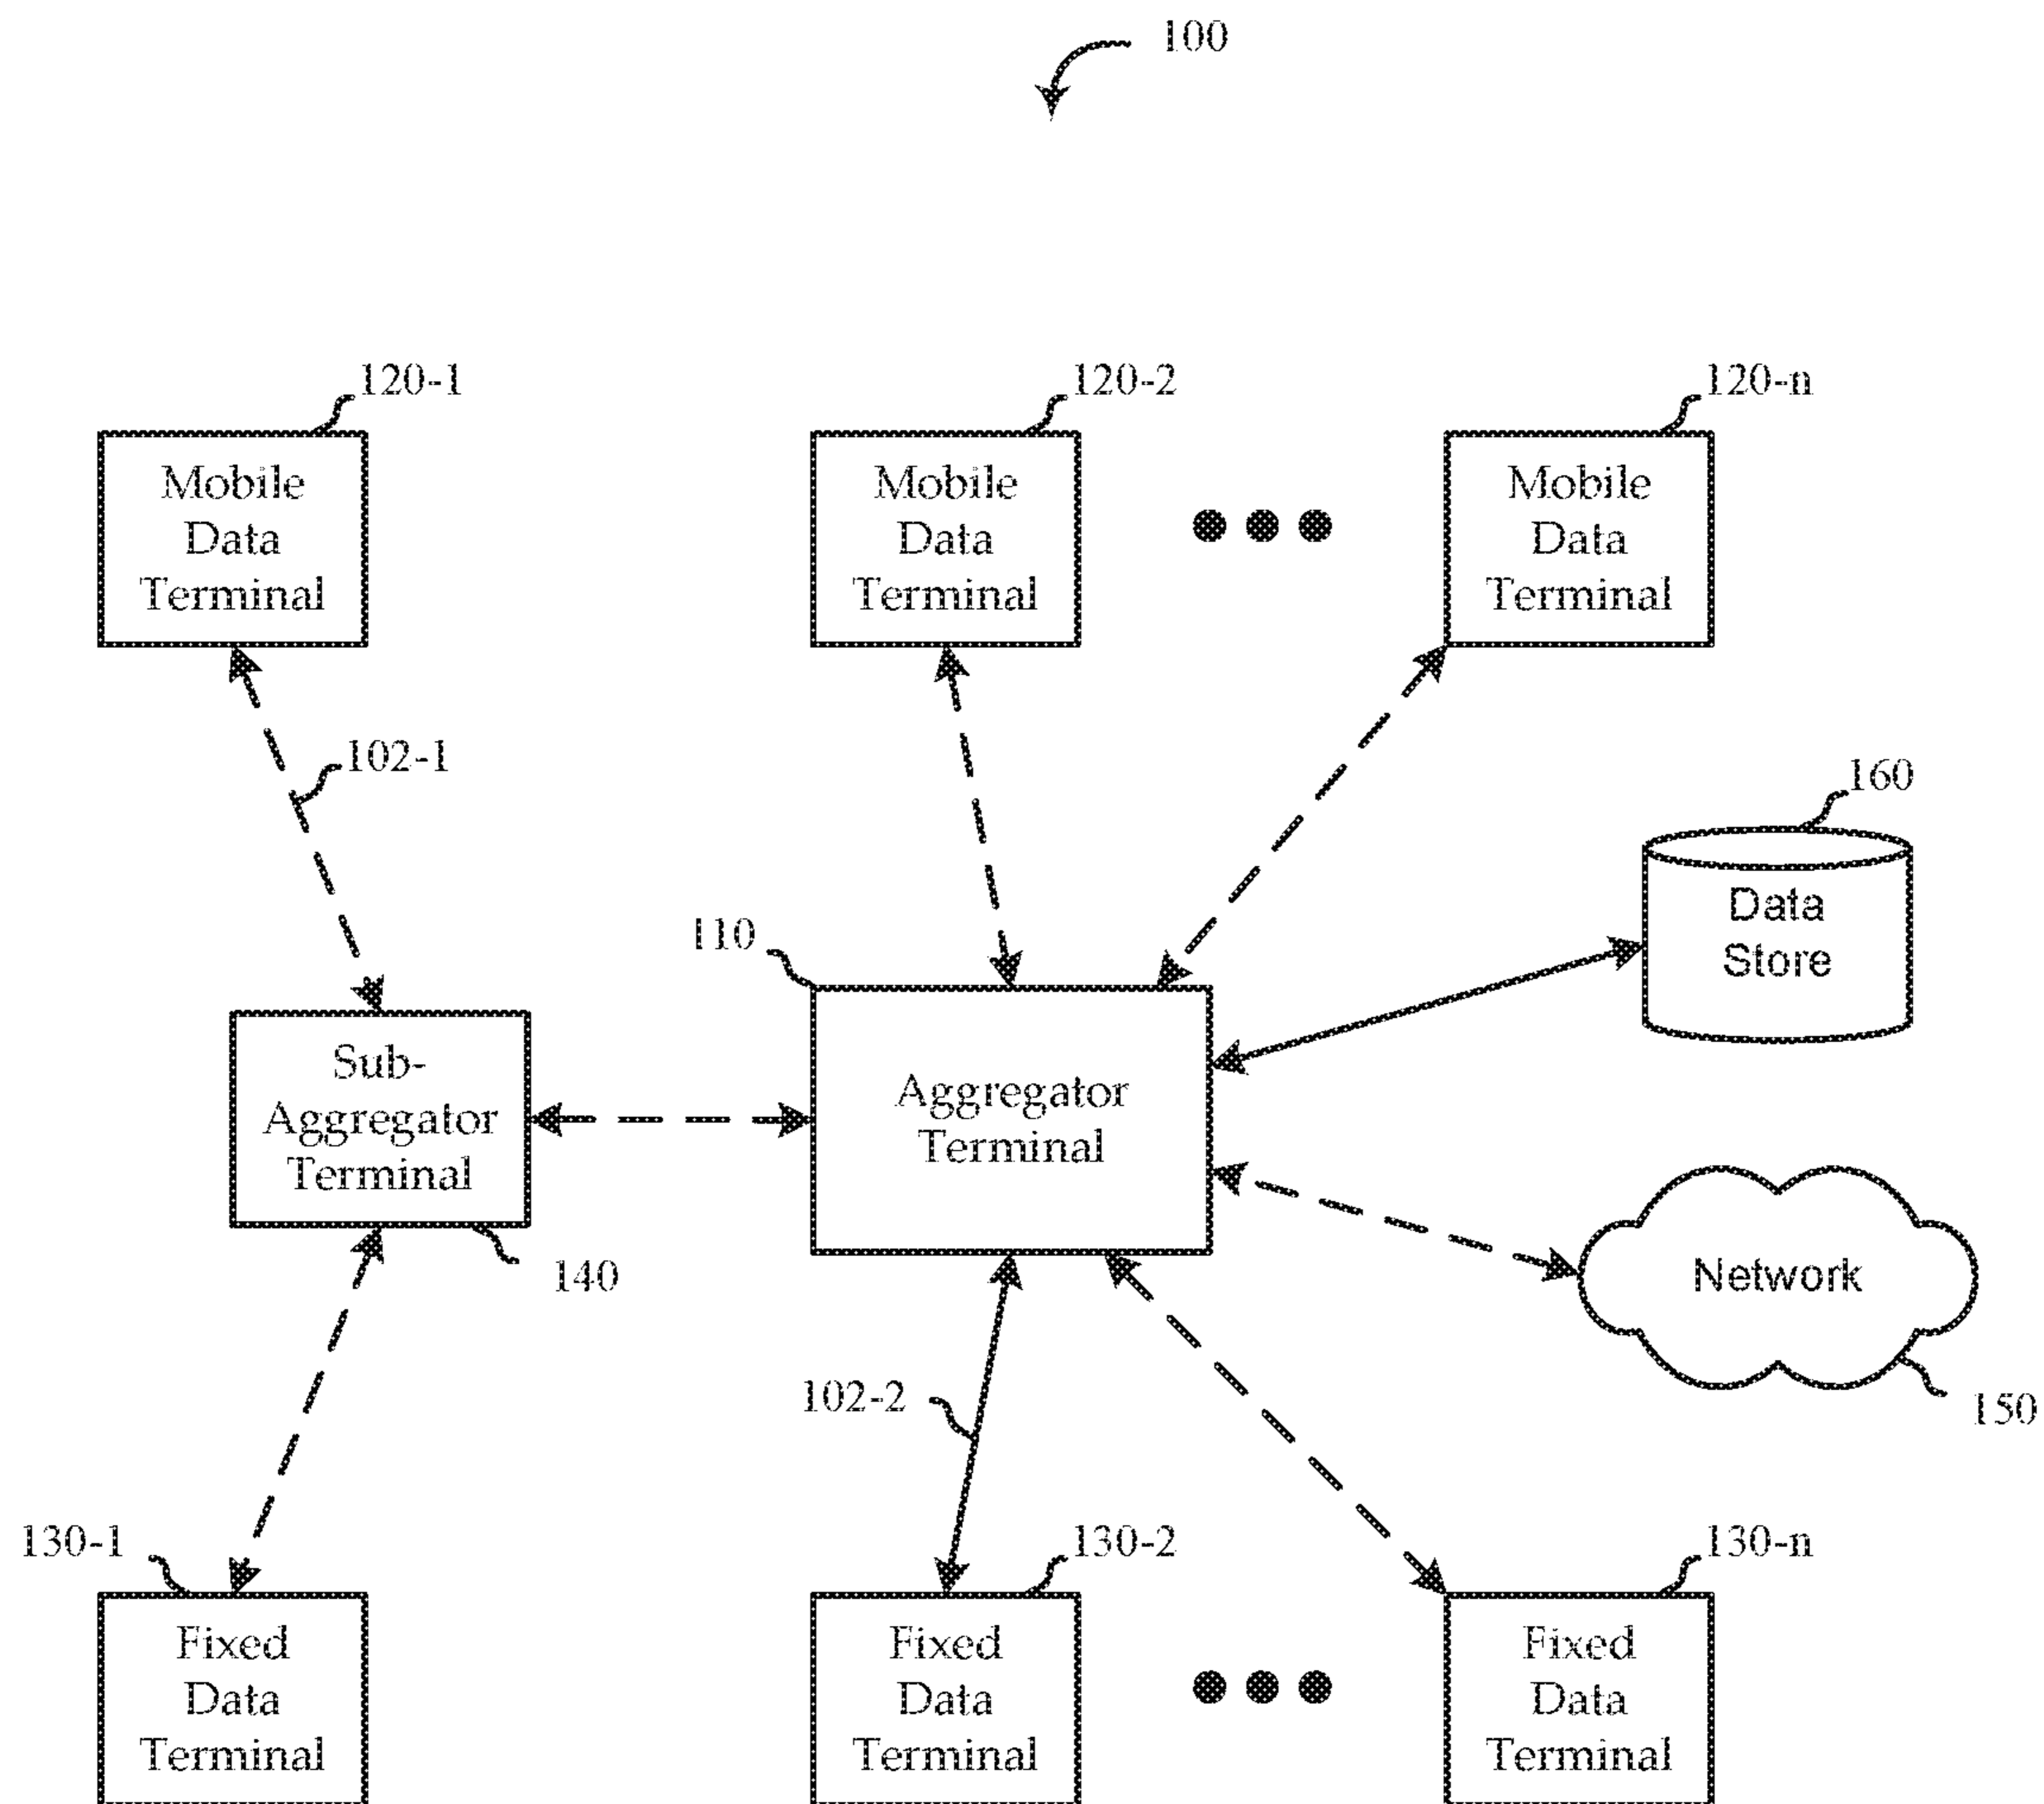 100
120-1
120-2
120-n
Mobile
Data
Terminal
Mobile
Data
Terminal
Mobile
Data
Terminal
102-1
160
Data
Store
110
Sub-
Aggregator
Terminal
Aggregator
Terminal
140
Network
102-2
150
130-1
130-2
130-n
Fixed
Data
Terminal
Fixed
Data
Terminal
Fixed
Data
Terminal